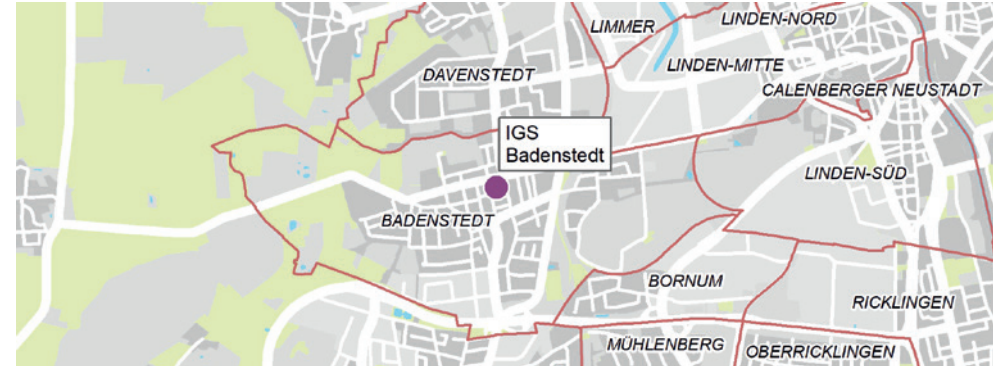 LIMMER
LINDEN-NORD
DAVENSTEDT
LINDEN-MITTE
CALENBERGER NEUSTADT
IGS
Badenstedt
LINDEN-SÜD
BADENSTEDT
BORNUM
RICKLINGEN
MÜHLENBERG
OBERRICKLINGEN